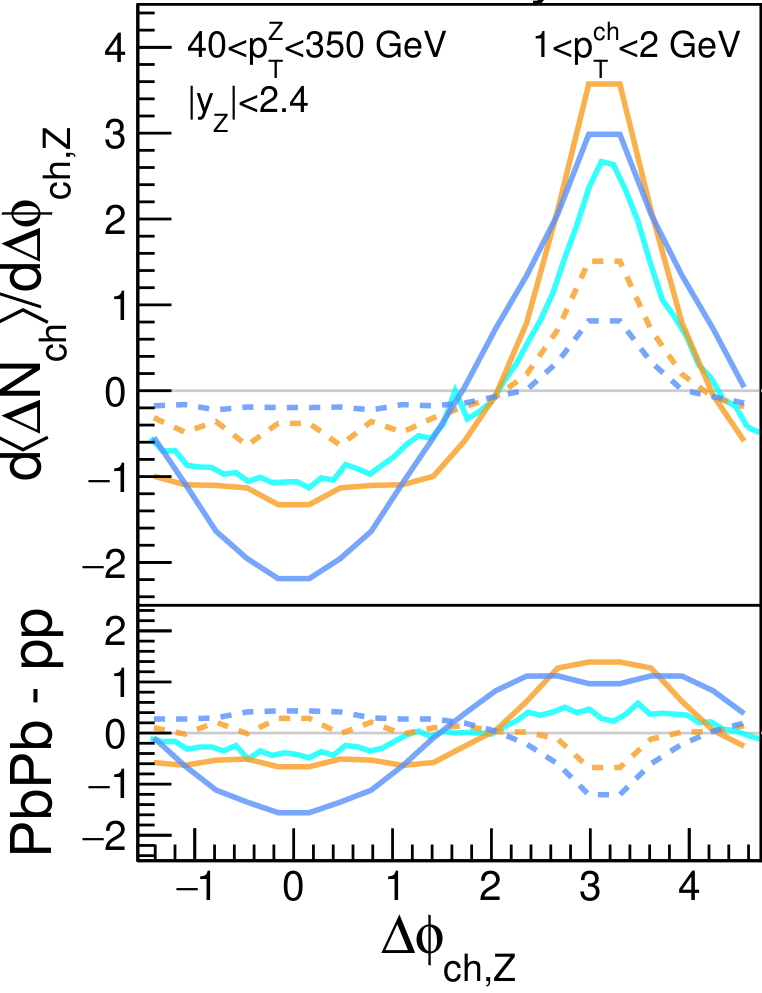 40<p_T^Z<350 GeV
1<p_T^ch<2 GeV
|y_Z|<2.4
d⟨ΔN_ch⟩/dΔϕ_ch,Z
4
3
2
1
0
−1
−2
PbPb - pp
2
1
0
−1
−2
−1 0 1 2 3 4
Δϕ_ch,Z